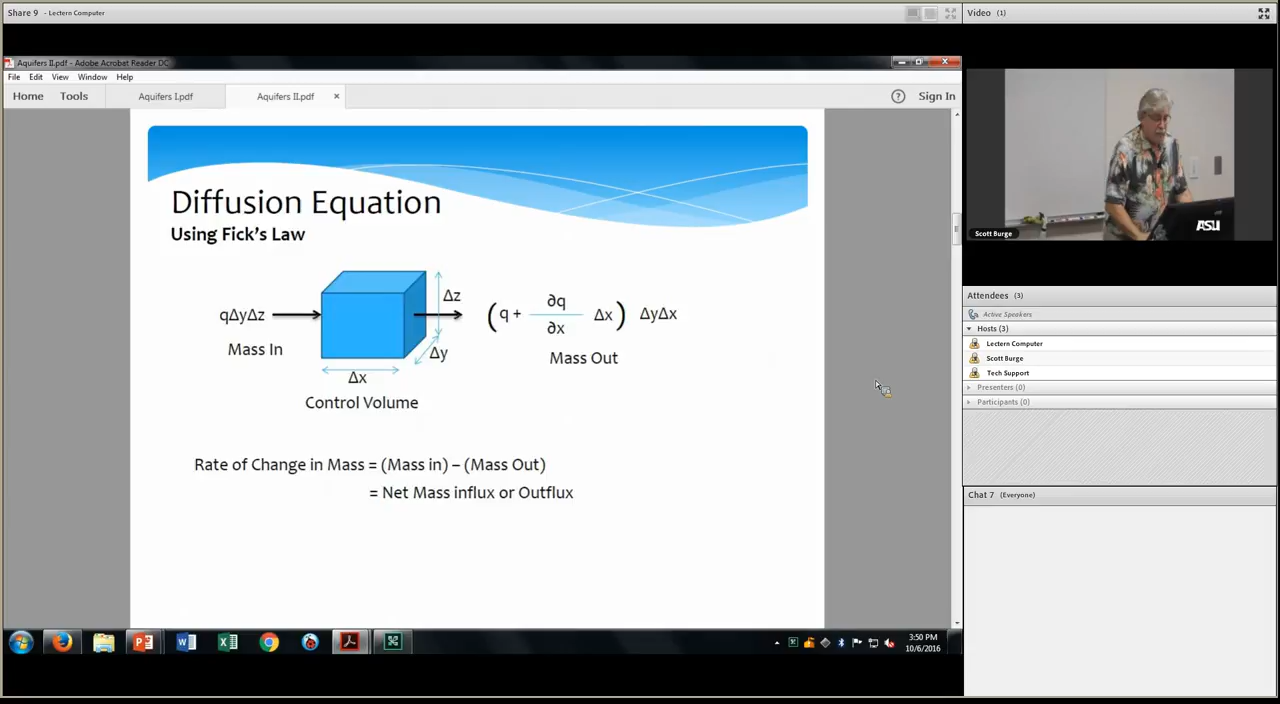 Share 9 - Lectern Computer
Video (1)
Aquifers II.pdf - Adobe Acrobat Reader DC
File Edit View Window Help
Home Tools Aquifers I.pdf Aquifers II.pdf × ? Sign In
Diffusion Equation
Using Fick's Law
qΔyΔz
Mass In
Δz
Δy
Δx
Control Volume
(q + ∂q/∂x Δx) ΔyΔx
Mass Out
Rate of Change in Mass = (Mass in) – (Mass Out)
= Net Mass influx or Outflux
3:50 PM
10/6/2016
ASU
Scott Burge
Attendees (3)
Active Speakers
Hosts (3)
Lectern Computer
Scott Burge
Tech Support
Presenters (0)
Participants (0)
Chat 7 (Everyone)